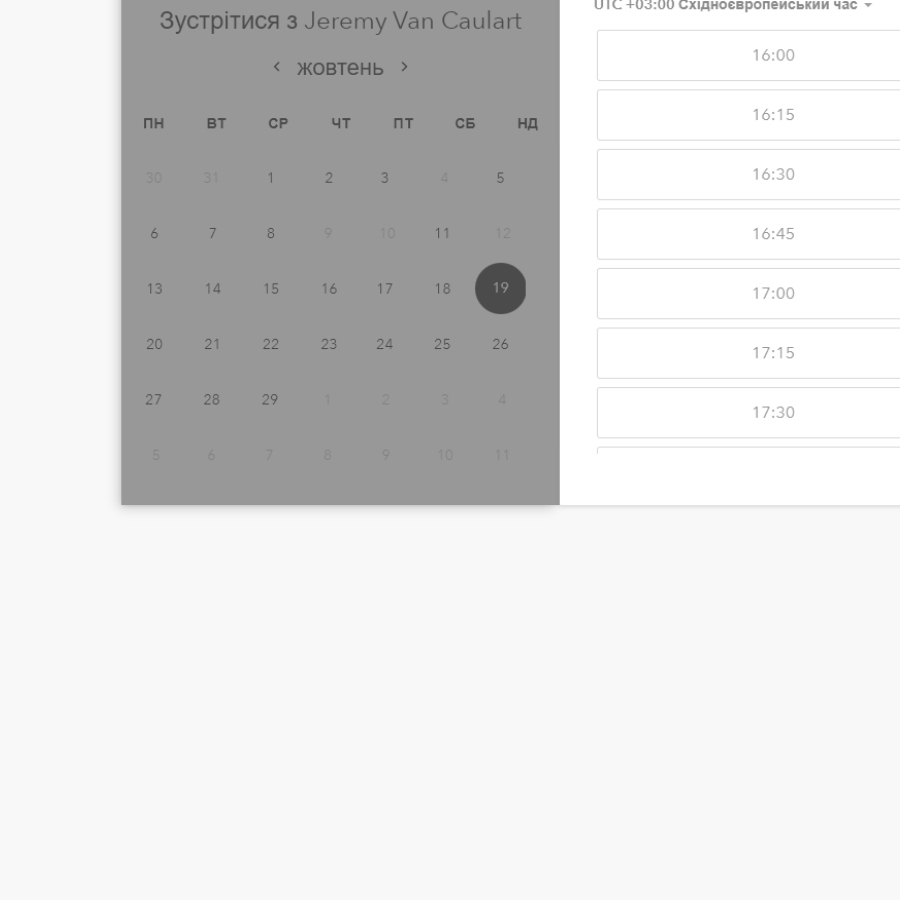 Зустрітися з Jeremy Van Caulart
‹ жовтень ›
ПН ВТ СР ЧТ ПТ СБ НД
30 31 1 2 3 4 5
6 7 8 9 10 11 12
13 14 15 16 17 18 19
20 21 22 23 24 25 26
27 28 29 1 2 3 4
5 6 7 8 9 10 11
UTC +03:00 Східноєвропейський час
16:00
16:15
16:30
16:45
17:00
17:15
17:30